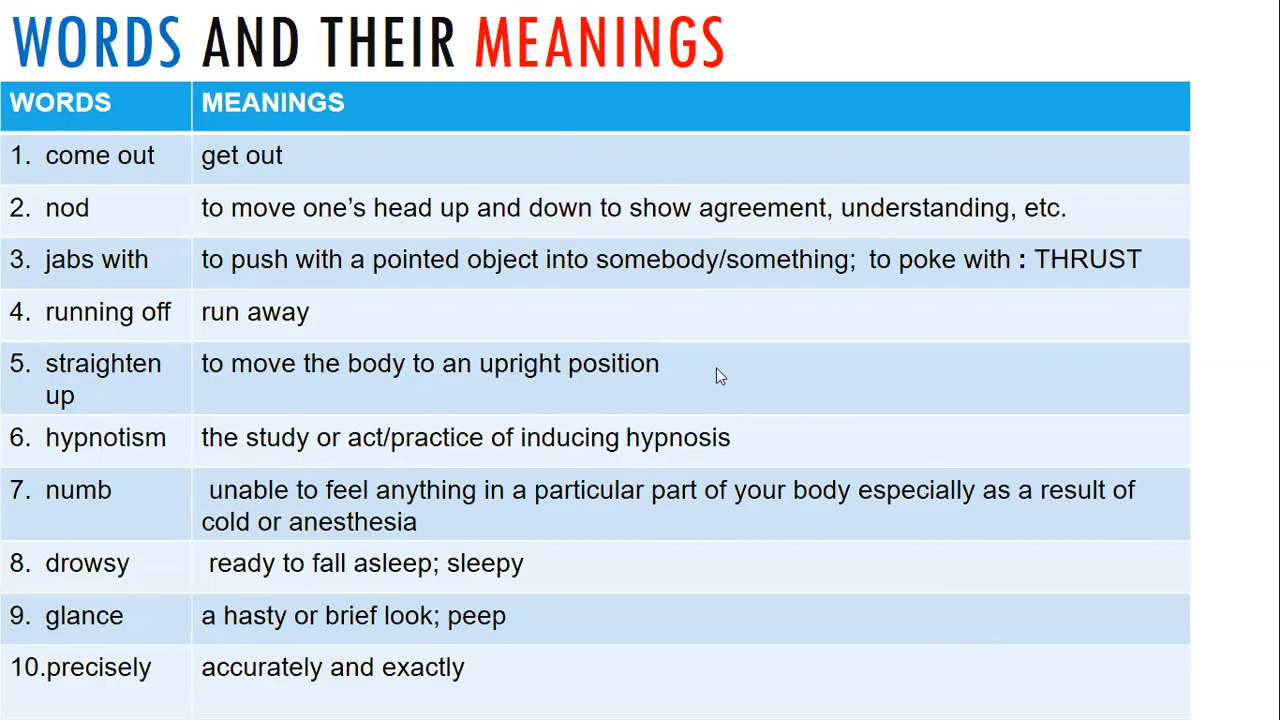 WORDS AND THEIR MEANINGS
WORDS MEANINGS
1. come out get out
2. nod to move one’s head up and down to show agreement, understanding, etc.
3. jabs with to push with a pointed object into somebody/something; to poke with : THRUST
4. running off run away
5. straighten to move the body to an upright position
up
6. hypnotism the study or act/practice of inducing hypnosis
7. numb unable to feel anything in a particular part of your body especially as a result of
cold or anesthesia
8. drowsy ready to fall asleep; sleepy
9. glance a hasty or brief look; peep
10.precisely accurately and exactly